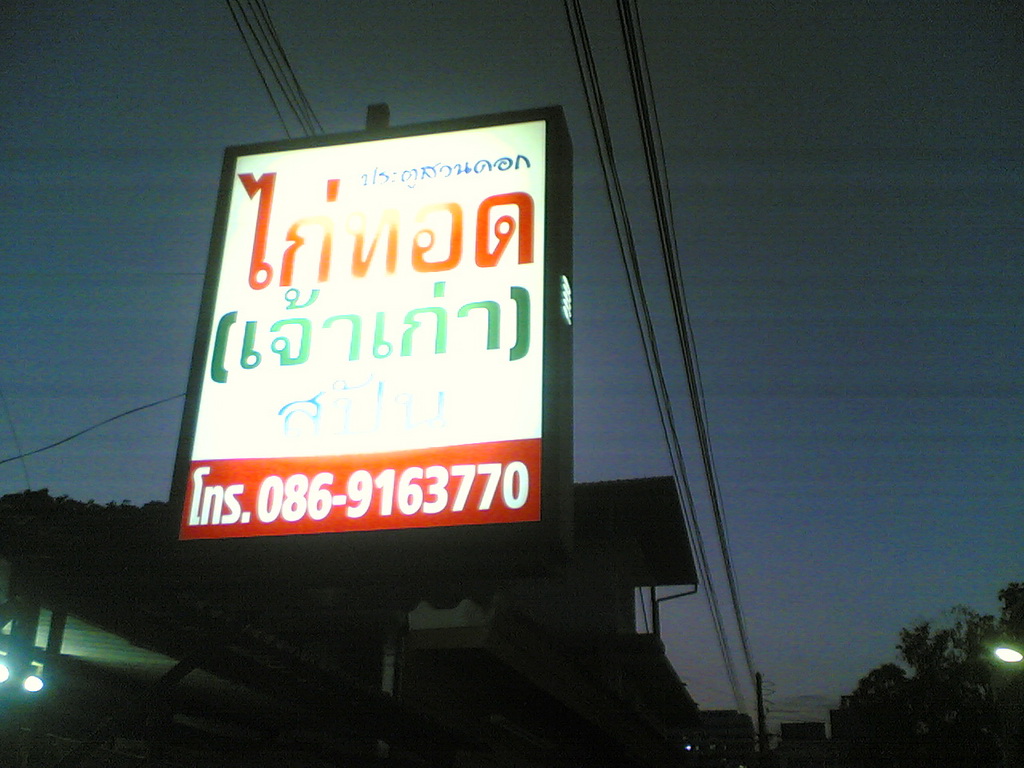 ประตูสวนดอก
ไก่ทอด
(เจ้าเก่า)
สปัน
โทร. 086-9163770